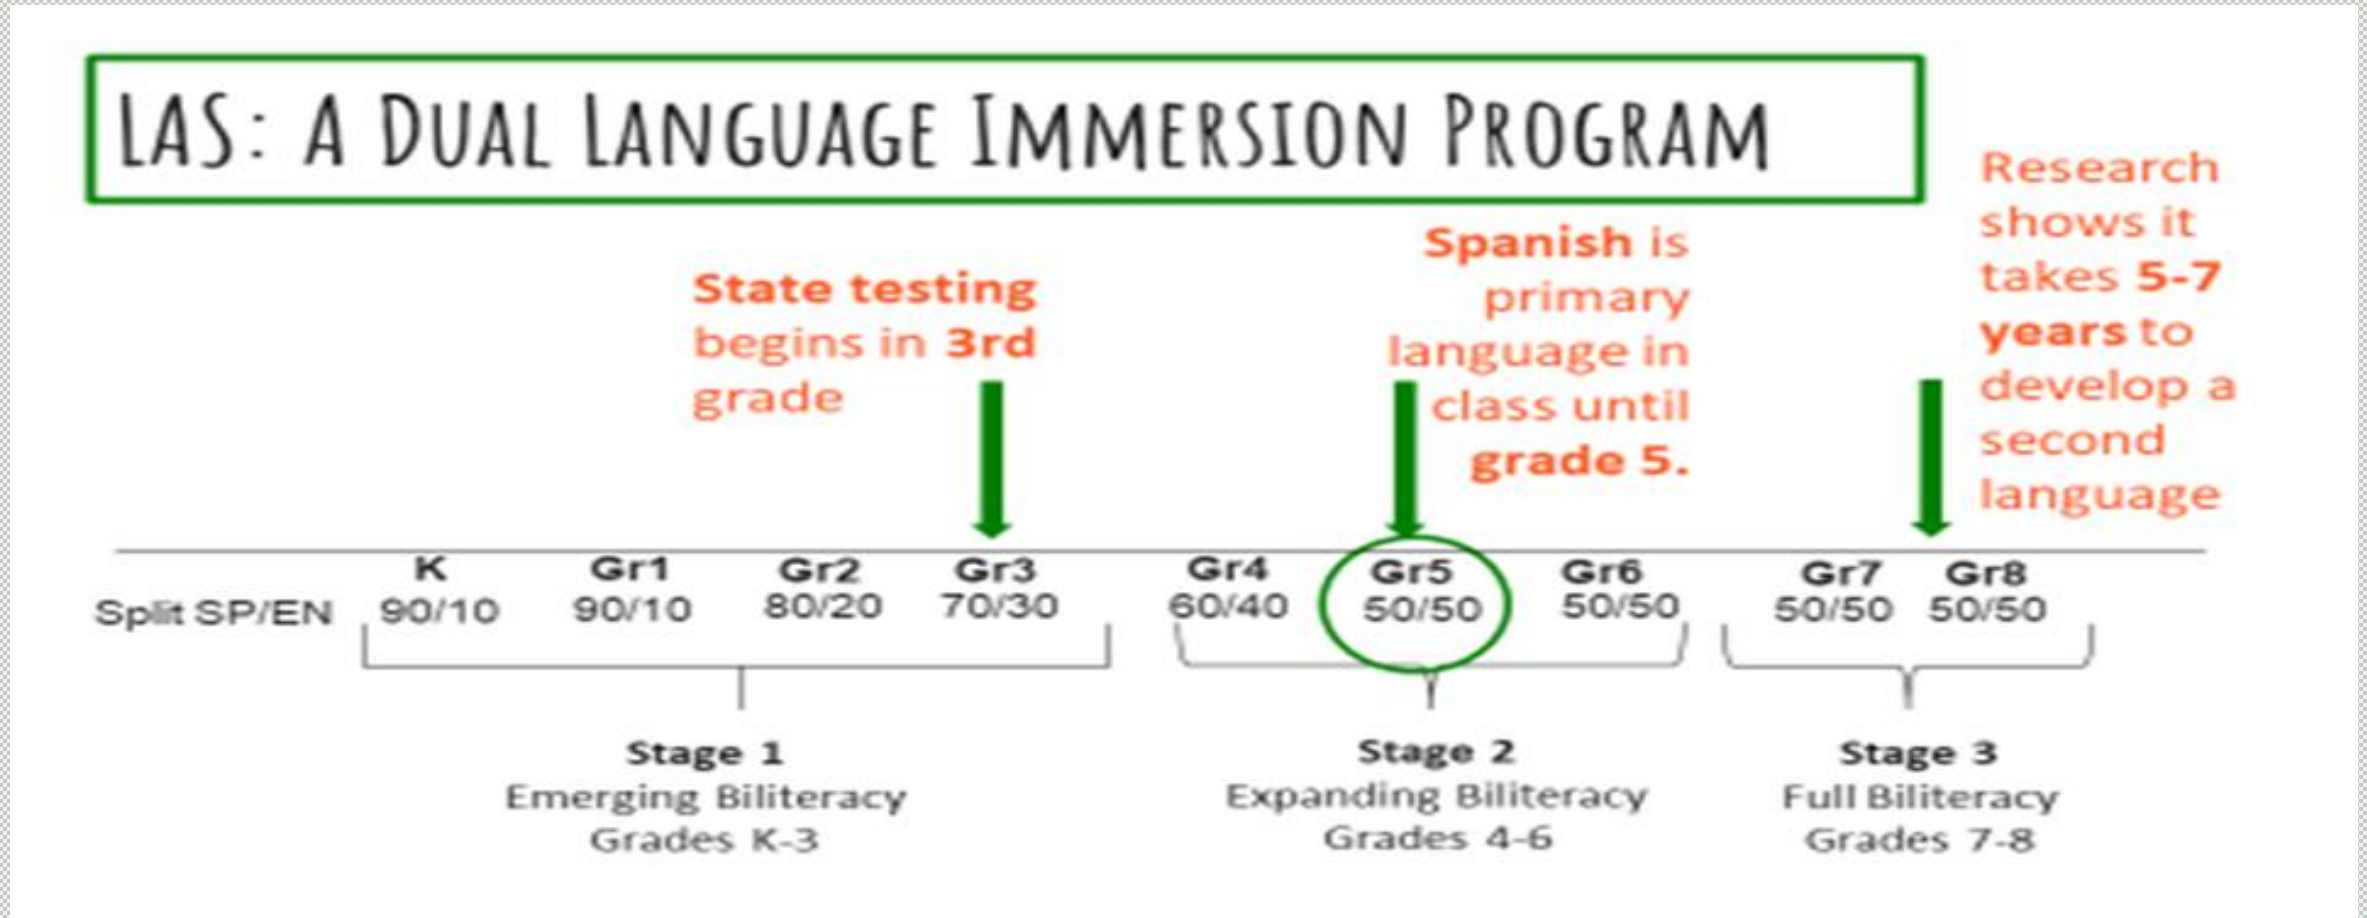 LAS: A Dual Language Immersion Program
State testing
begins in 3rd
grade
Spanish is
primary
language in
class until
grade 5.
Research
shows it
takes 5-7
years to
develop a
second
language
K Gr1 Gr2 Gr3 Gr4 Gr5 Gr6 Gr7 Gr8
Split SP/EN 90/10 90/10 80/20 70/30 60/40 50/50 50/50 50/50 50/50
Stage 1
Emerging Biliteracy
Grades K-3
Stage 2
Expanding Biliteracy
Grades 4-6
Stage 3
Full Biliteracy
Grades 7-8